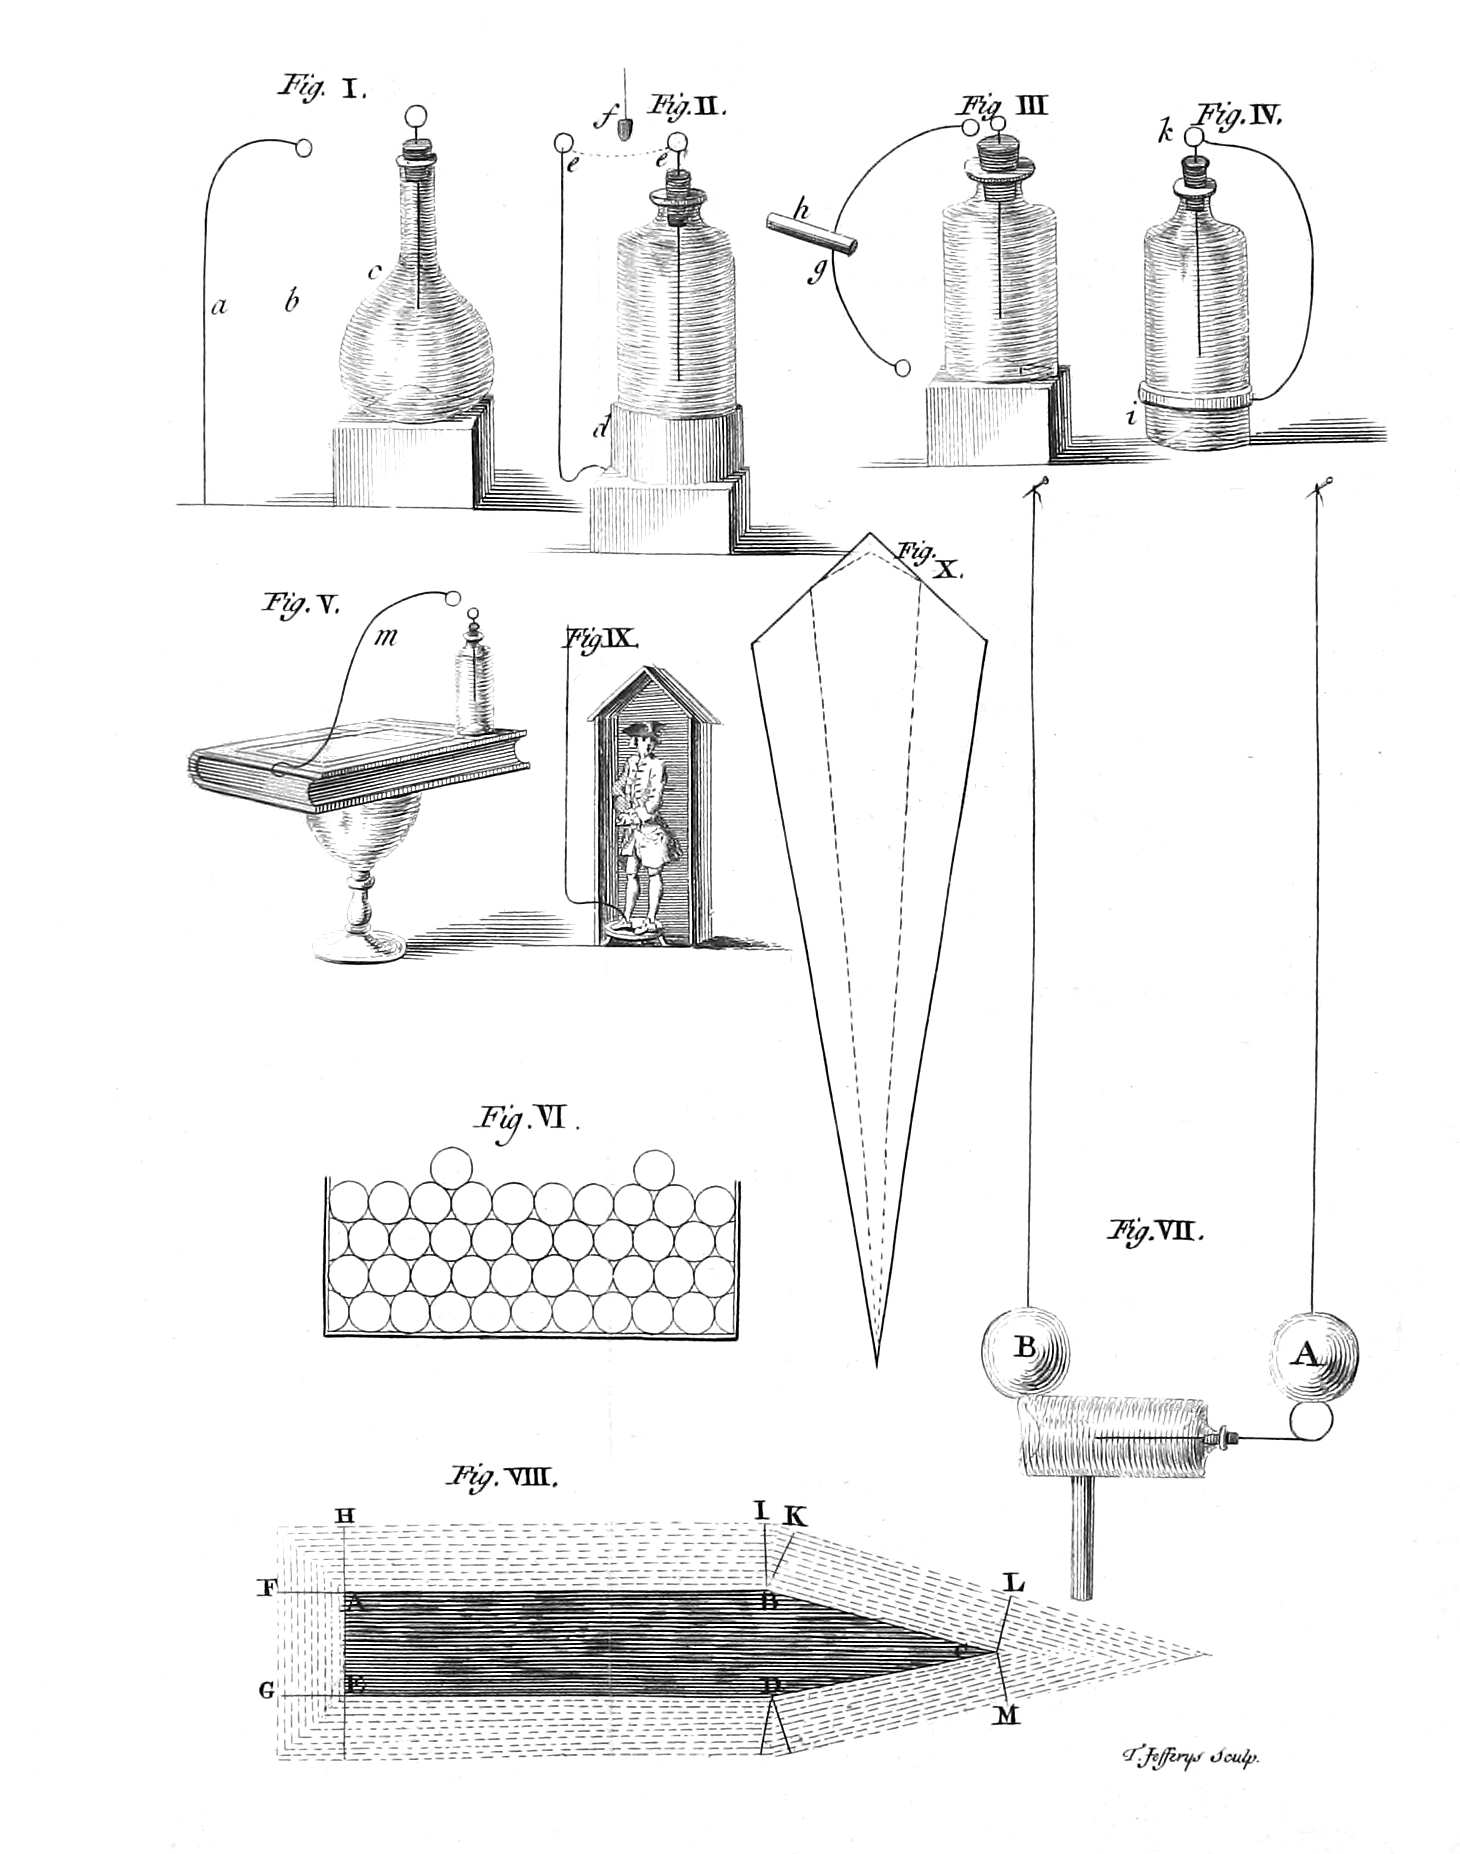 Fig. I.
a
b
c
Fig. II.
f
e
e
d
Fig III
h
g
Fig. IV.
k
i
Fig. V.
m
Fig IX.
Fig.
X.
Fig. VI.
Fig. VII.
B
A
Fig. VIII.
H
I K
F
A
B
L
C
G
E
D
M
T. Jefferys Sculp.